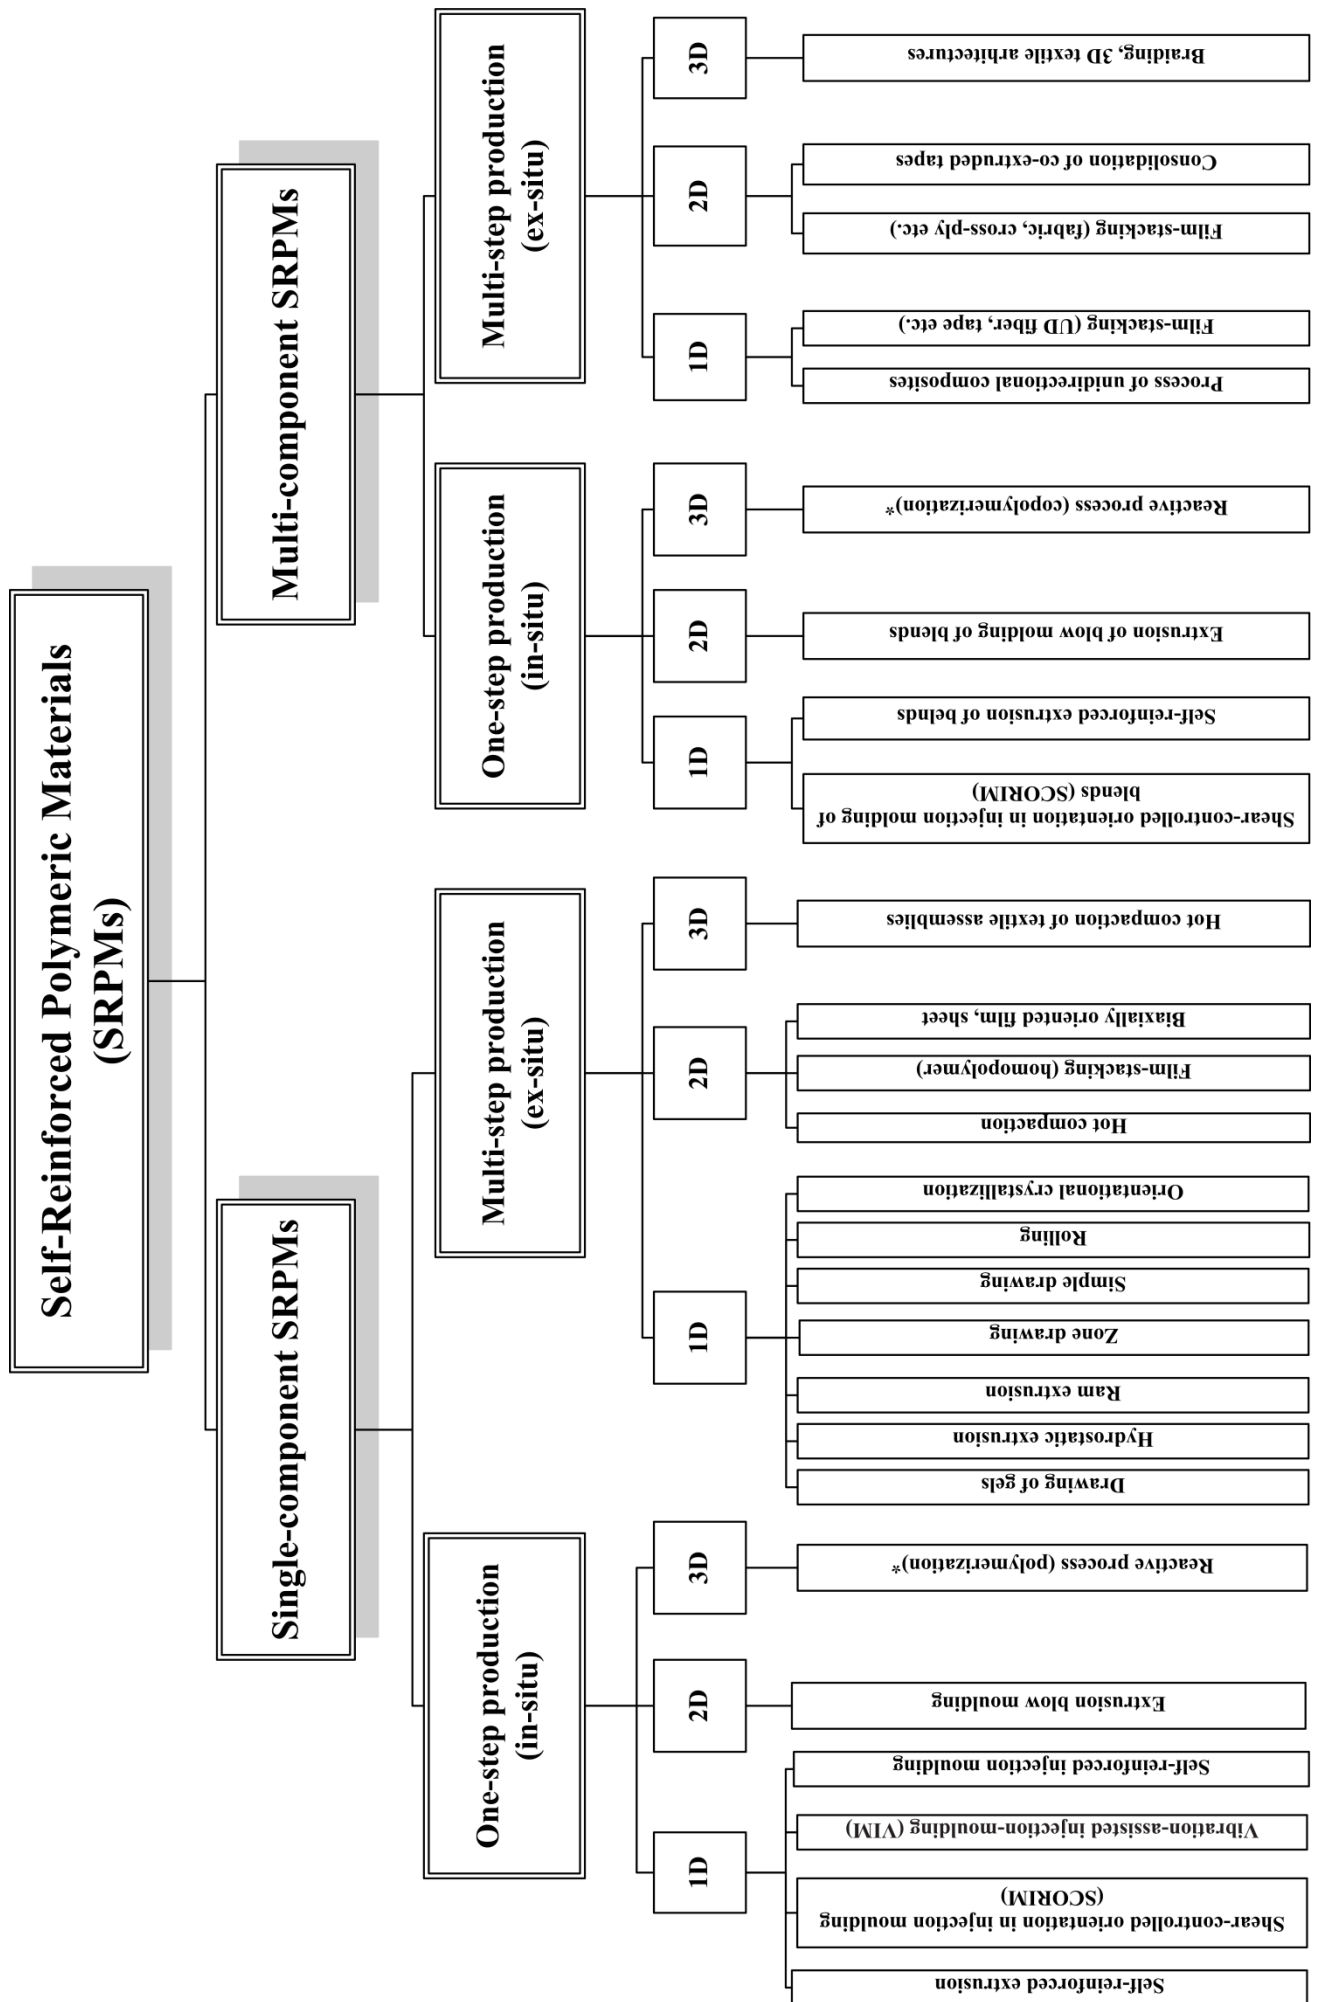 Self-Reinforced Polymeric Materials
(SRPMs)
Single-component SRPMs
Multi-component SRPMs
One-step production
(in-situ)
Multi-step production
(ex-situ)
One-step production
(in-situ)
Multi-step production
(ex-situ)
1D
2D
3D
1D
2D
3D
1D
2D
3D
1D
2D
3D
Self-reinforced extrusion
Shear-controlled orientation in injection moulding
(SCORIM)
Vibration-assisted injection-moulding (VIM)
Self-reinforced injection moulding
Extrusion blow moulding
Reactive process (polymerization)*
Drawing of gels
Hydrostatic extrusion
Ram extrusion
Zone drawing
Simple drawing
Rolling
Orientational crystallization
Hot compaction
Film-stacking (homopolymer)
Biaxially oriented film, sheet
Hot compaction of textile assemblies
Shear-controlled orientation in injection molding of
blends (SCORIM)
Self-reinforced extrusion of belnds
Extrusion of blow molding of blends
Reactive process (copolymerization)*
Process of unidirectional composites
Film-stacking (UD fiber, tape etc.)
Film-stacking (fabric, cross-ply etc.)
Consolidation of co-extruded tapes
Braiding, 3D textile arhitectures